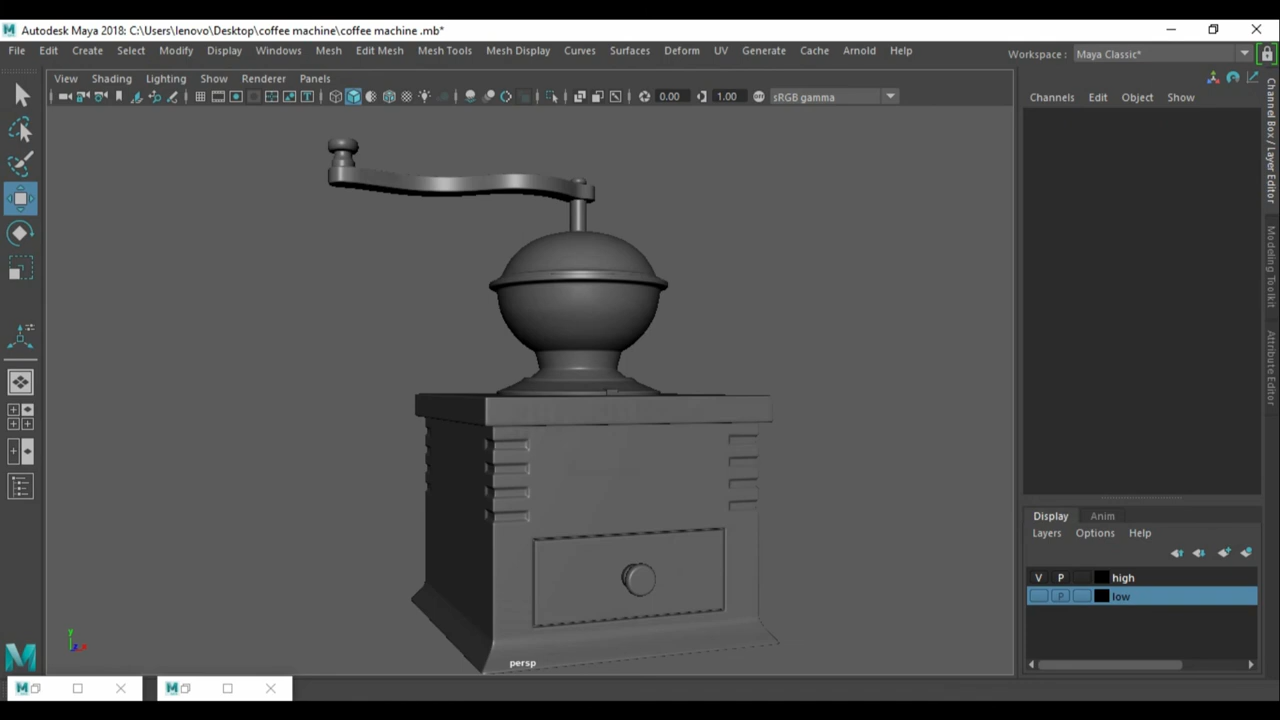 Autodesk Maya 2018: C:\Users\lenovo\Desktop\coffee machine\coffee machine .mb*
File Edit Create Select Modify Display Windows Mesh Edit Mesh Mesh Tools Mesh Display Curves Surfaces Deform UV Generate Cache Arnold Help
Workspace : Maya Classic*
View Shading Lighting Show Renderer Panels
0.00 1.00 sRGB gamma
Channels Edit Object Show
Channel Box / Layer Editor
Modeling Toolkit
Attribute Editor
Display Anim
Layers Options Help
V P high
P low
y
persp